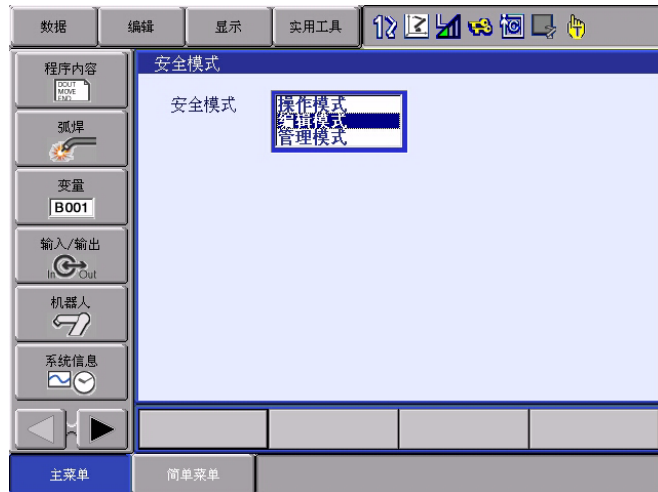 数据 编辑 显示 实用工具
程序内容
DOUT
MOVE
END
弧焊
变量
B001
输入/输出
In Out
机器人
系统信息
安全模式
安全模式
操作模式
编辑模式
管理模式
主菜单 简单菜单